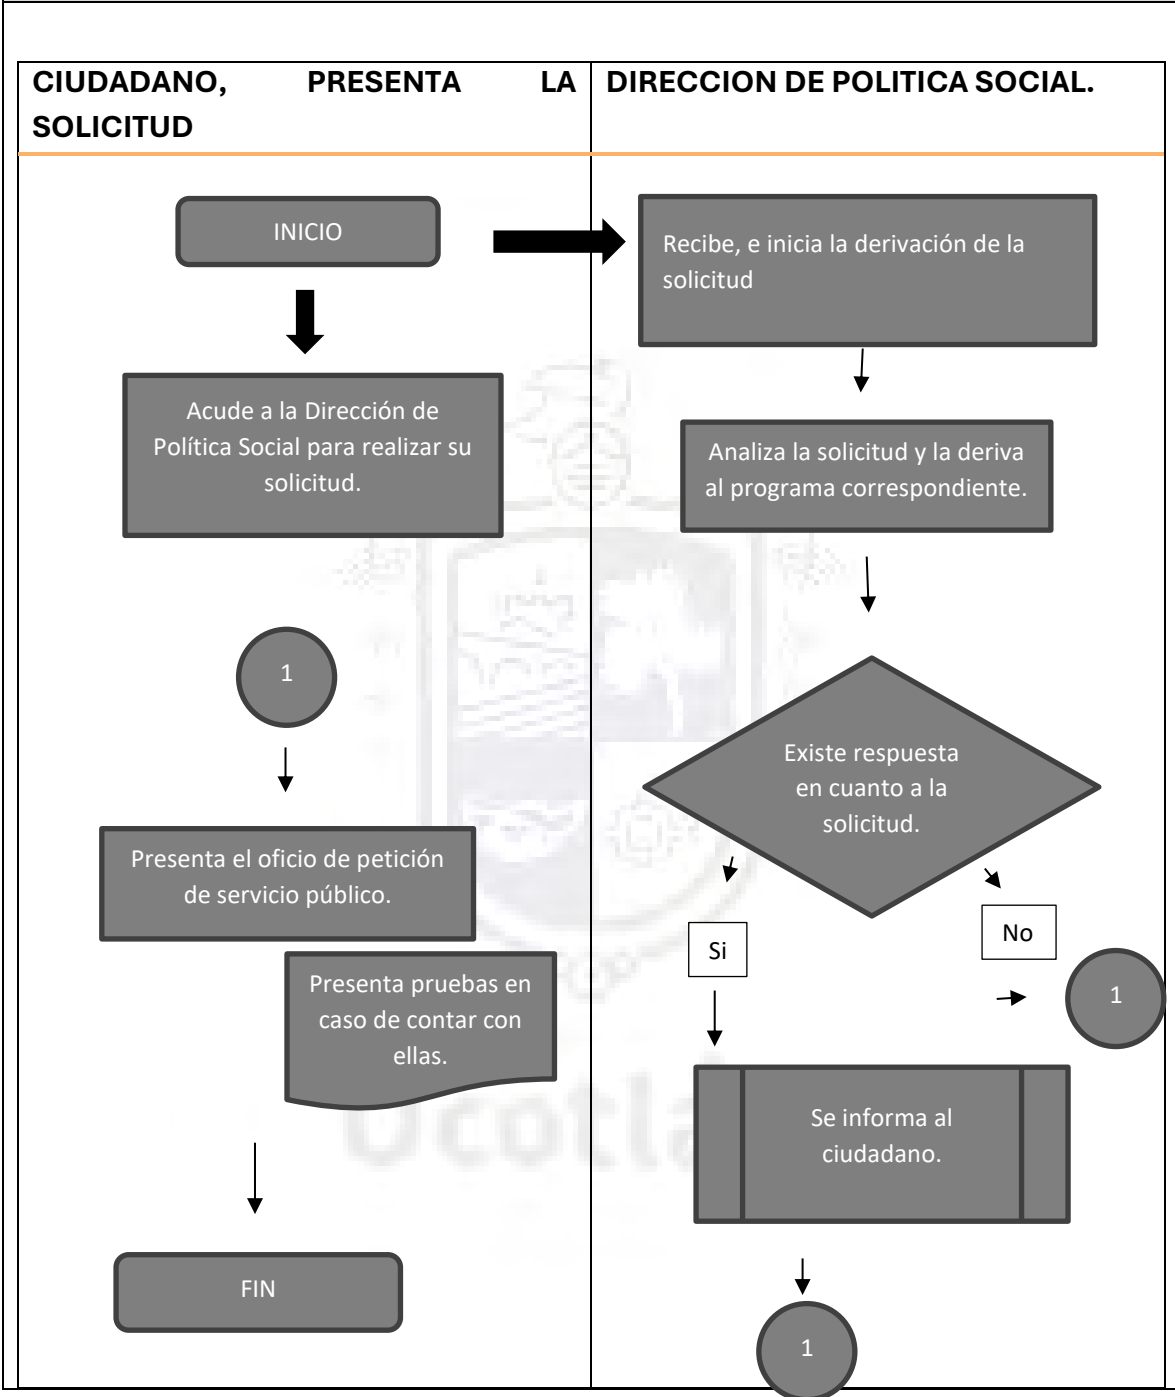 CIUDADANO, PRESENTA LA
SOLICITUD
DIRECCION DE POLITICA SOCIAL.
INICIO
Acude a la Dirección de
Política Social para realizar su
solicitud.
1
Presenta el oficio de petición
de servicio público.
Presenta pruebas en
caso de contar con
ellas.
FIN
Recibe, e inicia la derivación de la
solicitud
Analiza la solicitud y la deriva
al programa correspondiente.
Existe respuesta
en cuanto a la
solicitud.
Si
No
1
Se informa al
ciudadano.
1